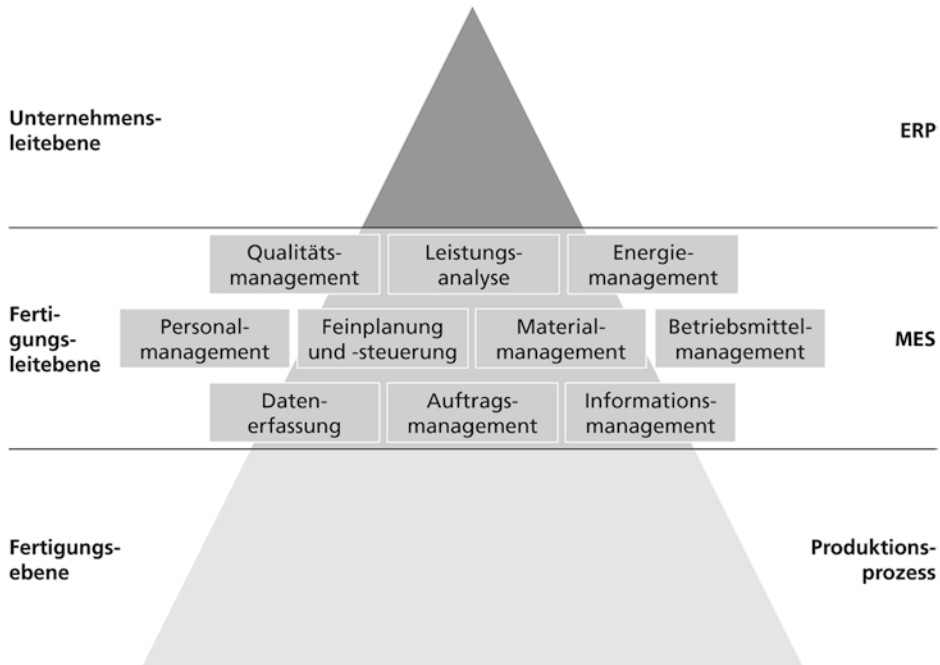 Unternehmens-
leitebene
ERP
Qualitäts-
management
Leistungs-
analyse
Energie-
management
Ferti-
gungs-
leitebene
Personal-
management
Feinplanung
und -steuerung
Material-
management
Betriebsmittel-
management
MES
Daten-
erfassung
Auftrags-
management
Informations-
management
Fertigungs-
ebene
Produktions-
prozess